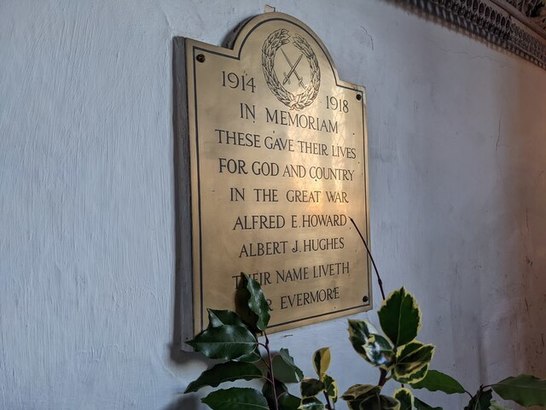 1914 1918
IN MEMORIAM
THESE GAVE THEIR LIVES
FOR GOD AND COUNTRY
IN THE GREAT WAR
ALFRED E. HOWARD
ALBERT J. HUGHES
THEIR NAME LIVETH
EVERMORE